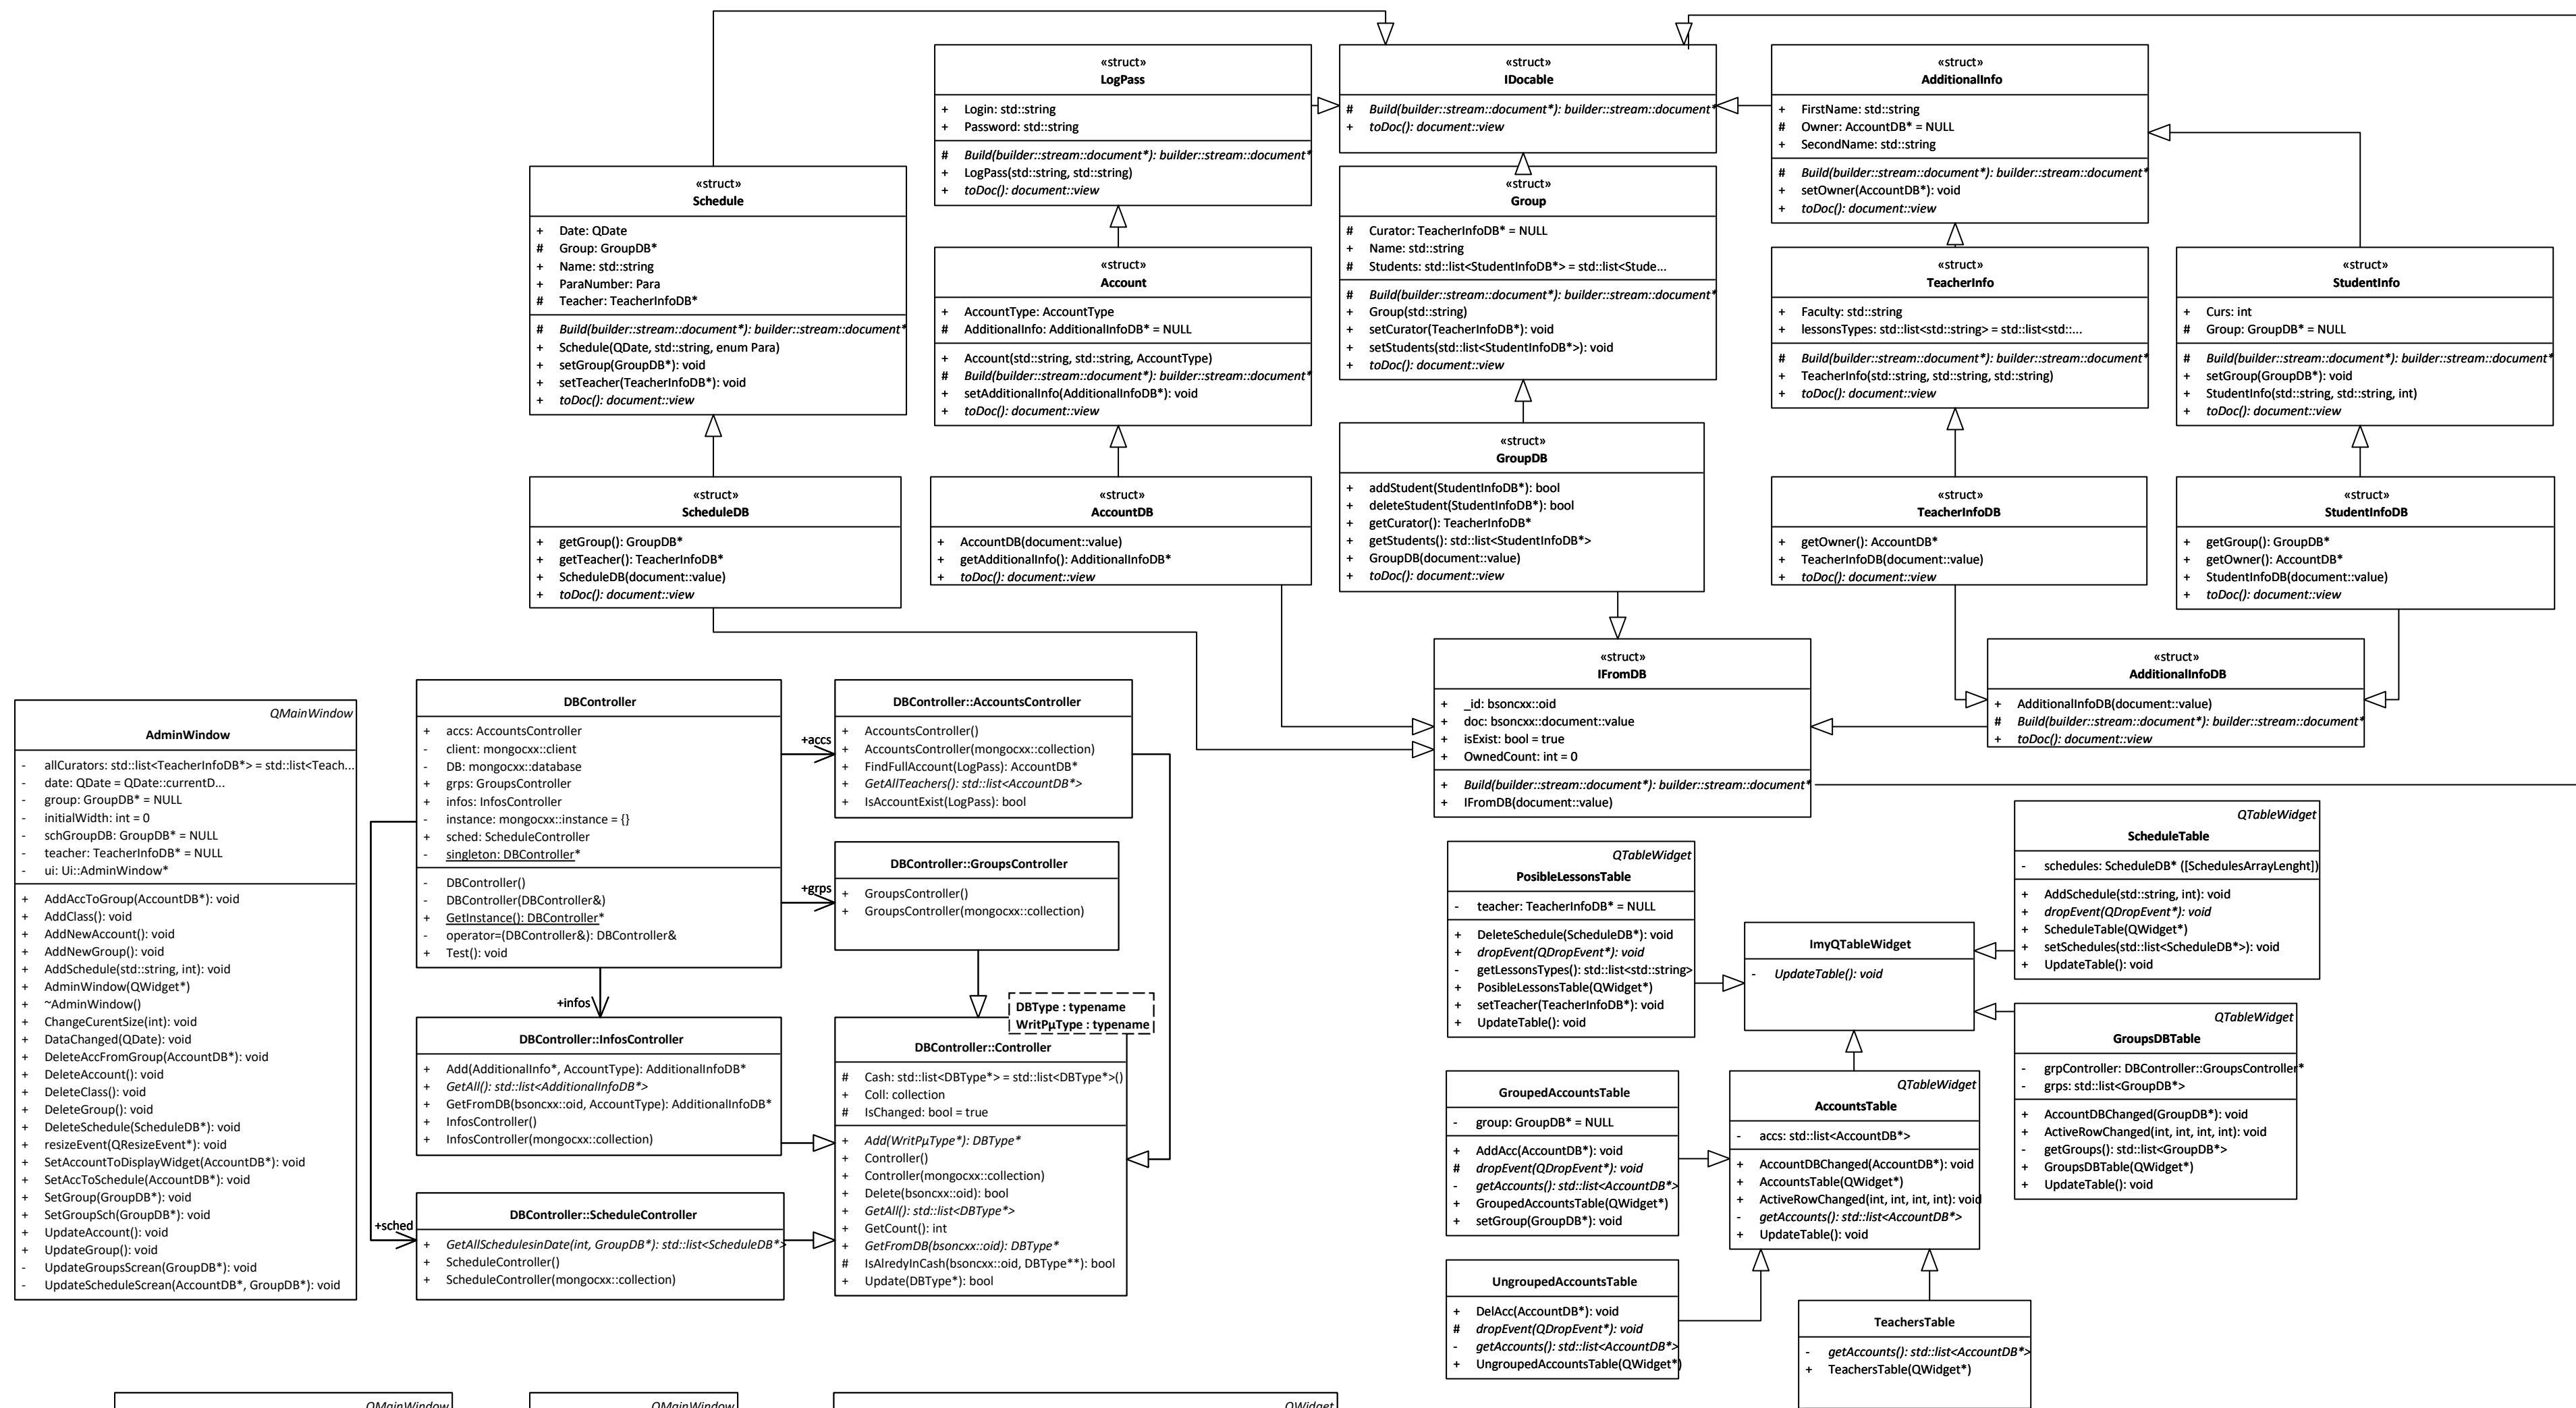 «struct»
LogPass
+ Login: std::string
+ Password: std::string
# Build(builder::stream::document*): builder::stream::document*
+ LogPass(std::string, std::string)
+ toDoc(): document::view
«struct»
IDocable
# Build(builder::stream::document*): builder::stream::document*
+ toDoc(): document::view
«struct»
AdditionalInfo
+ FirstName: std::string
# Owner: AccountDB* = NULL
+ SecondName: std::string
# Build(builder::stream::document*): builder::stream::document*
+ setOwner(AccountDB*): void
+ toDoc(): document::view
«struct»
Schedule
+ Date: QDate
# Group: GroupDB*
+ Name: std::string
+ ParaNumber: Para
# Teacher: TeacherInfoDB*
# Build(builder::stream::document*): builder::stream::document*
+ Schedule(QDate, std::string, enum Para)
+ setGroup(GroupDB*): void
+ setTeacher(TeacherInfoDB*): void
+ toDoc(): document::view
«struct»
Account
+ AccountType: AccountType
# AdditionalInfo: AdditionalInfoDB* = NULL
+ Account(std::string, std::string, AccountType)
# Build(builder::stream::document*): builder::stream::document*
+ setAdditionalInfo(AdditionalInfoDB*): void
+ toDoc(): document::view
«struct»
Group
# Curator: TeacherInfoDB* = NULL
+ Name: std::string
# Students: std::list<StudentInfoDB*> = std::list<Stude...
# Build(builder::stream::document*): builder::stream::document*
+ Group(std::string)
+ setCurator(TeacherInfoDB*): void
+ setStudents(std::list<StudentInfoDB*>): void
+ toDoc(): document::view
«struct»
TeacherInfo
+ Faculty: std::string
+ lessonsTypes: std::list<std::string> = std::list<std::...
# Build(builder::stream::document*): builder::stream::document*
+ TeacherInfo(std::string, std::string, std::string)
+ toDoc(): document::view
«struct»
StudentInfo
+ Curs: int
# Group: GroupDB* = NULL
# Build(builder::stream::document*): builder::stream::document*
+ setGroup(GroupDB*): void
+ StudentInfo(std::string, std::string, int)
+ toDoc(): document::view
«struct»
ScheduleDB
+ getGroup(): GroupDB*
+ getTeacher(): TeacherInfoDB*
+ ScheduleDB(document::value)
+ toDoc(): document::view
«struct»
AccountDB
+ AccountDB(document::value)
+ getAdditionalInfo(): AdditionalInfoDB*
+ toDoc(): document::view
«struct»
GroupDB
+ addStudent(StudentInfoDB*): bool
+ deleteStudent(StudentInfoDB*): bool
+ getCurator(): TeacherInfoDB*
+ getStudents(): std::list<StudentInfoDB*>
+ GroupDB(document::value)
+ toDoc(): document::view
«struct»
TeacherInfoDB
+ getOwner(): AccountDB*
+ TeacherInfoDB(document::value)
+ toDoc(): document::view
«struct»
StudentInfoDB
+ getGroup(): GroupDB*
+ getOwner(): AccountDB*
+ StudentInfoDB(document::value)
+ toDoc(): document::view
«struct»
IFromDB
+ _id: bsoncxx::oid
+ doc: bsoncxx::document::value
+ isExist: bool = true
+ OwnedCount: int = 0
+ Build(builder::stream::document*): builder::stream::document*
+ IFromDB(document::value)
«struct»
AdditionalInfoDB
+ AdditionalInfoDB(document::value)
# Build(builder::stream::document*): builder::stream::document*
+ toDoc(): document::view
QMainWindow
AdminWindow
- allCurators: std::list<TeacherInfoDB*> = std::list<Teach...
- date: QDate = QDate::currentD...
- group: GroupDB* = NULL
- initialWidth: int = 0
- schGroupDB: GroupDB* = NULL
- teacher: TeacherInfoDB* = NULL
- ui: Ui::AdminWindow*
+ AddAccToGroup(AccountDB*): void
+ AddClass(): void
+ AddNewAccount(): void
+ AddNewGroup(): void
+ AddSchedule(std::string, int): void
+ AdminWindow(QWidget*)
+ ~AdminWindow()
+ ChangeCurentSize(int): void
+ DataChanged(QDate): void
+ DeleteAccFromGroup(AccountDB*): void
+ DeleteAccount(): void
+ DeleteClass(): void
+ DeleteGroup(): void
+ DeleteSchedule(ScheduleDB*): void
+ resizeEvent(QResizeEvent*): void
+ SetAccountToDisplayWidget(AccountDB*): void
+ SetAccToSchedule(AccountDB*): void
+ SetGroup(GroupDB*): void
+ SetGroupSch(GroupDB*): void
+ UpdateAccount(): void
+ UpdateGroup(): void
- UpdateGroupsScrean(GroupDB*): void
- UpdateScheduleScrean(AccountDB*, GroupDB*): void
DBController
+ accs: AccountsController
- client: mongocxx::client
- DB: mongocxx::database
+ grps: GroupsController
+ infos: InfosController
- instance: mongocxx::instance = {}
+ sched: ScheduleController
- singleton: DBController*
- DBController()
- DBController(DBController&)
+ GetInstance(): DBController*
- operator=(DBController&): DBController&
+ Test(): void
+accs
+grps
+infos
+sched
DBController::AccountsController
+ AccountsController()
+ AccountsController(mongocxx::collection)
+ FindFullAccount(LogPass): AccountDB*
+ GetAllTeachers(): std::list<AccountDB*>
+ IsAccountExist(LogPass): bool
DBController::GroupsController
+ GroupsController()
+ GroupsController(mongocxx::collection)
DBType : typename
WritPµType : typename
DBController::InfosController
+ Add(AdditionalInfo*, AccountType): AdditionalInfoDB*
+ GetAll(): std::list<AdditionalInfoDB*>
+ GetFromDB(bsoncxx::oid, AccountType): AdditionalInfoDB*
+ InfosController()
+ InfosController(mongocxx::collection)
DBController::Controller
# Cash: std::list<DBType*> = std::list<DBType*>()
+ Coll: collection
# IsChanged: bool = true
+ Add(WritPµType*): DBType*
+ Controller()
+ Controller(mongocxx::collection)
+ Delete(bsoncxx::oid): bool
+ GetAll(): std::list<DBType*>
+ GetCount(): int
+ GetFromDB(bsoncxx::oid): DBType*
# IsAlredyInCash(bsoncxx::oid, DBType**): bool
+ Update(DBType*): bool
DBController::ScheduleController
+ GetAllSchedulesinDate(int, GroupDB*): std::list<ScheduleDB*>
+ ScheduleController()
+ ScheduleController(mongocxx::collection)
QTableWidget
PosibleLessonsTable
- teacher: TeacherInfoDB* = NULL
+ DeleteSchedule(ScheduleDB*): void
+ dropEvent(QDropEvent*): void
- getLessonsTypes(): std::list<std::string>
+ PosibleLessonsTable(QWidget*)
+ setTeacher(TeacherInfoDB*): void
+ UpdateTable(): void
ImyQTableWidget
- UpdateTable(): void
QTableWidget
ScheduleTable
- schedules: ScheduleDB* ([SchedulesArrayLenght])
+ AddSchedule(std::string, int): void
+ dropEvent(QDropEvent*): void
+ ScheduleTable(QWidget*)
+ setSchedules(std::list<ScheduleDB*>): void
+ UpdateTable(): void
QTableWidget
GroupsDBTable
- grpController: DBController::GroupsController*
- grps: std::list<GroupDB*>
+ AccountDBChanged(GroupDB*): void
+ ActiveRowChanged(int, int, int, int): void
- getGroups(): std::list<GroupDB*>
+ GroupsDBTable(QWidget*)
+ UpdateTable(): void
GroupedAccountsTable
- group: GroupDB* = NULL
+ AddAcc(AccountDB*): void
# dropEvent(QDropEvent*): void
- getAccounts(): std::list<AccountDB*>
+ GroupedAccountsTable(QWidget*)
+ setGroup(GroupDB*): void
QTableWidget
AccountsTable
- accs: std::list<AccountDB*>
+ AccountDBChanged(AccountDB*): void
+ AccountsTable(QWidget*)
+ ActiveRowChanged(int, int, int, int): void
- getAccounts(): std::list<AccountDB*>
+ UpdateTable(): void
UngroupedAccountsTable
+ DelAcc(AccountDB*): void
# dropEvent(QDropEvent*): void
- getAccounts(): std::list<AccountDB*>
+ UngroupedAccountsTable(QWidget*)
TeachersTable
- getAccounts(): std::list<AccountDB*>
+ TeachersTable(QWidget*)
QMainWindow
QMainWindow
QWidget